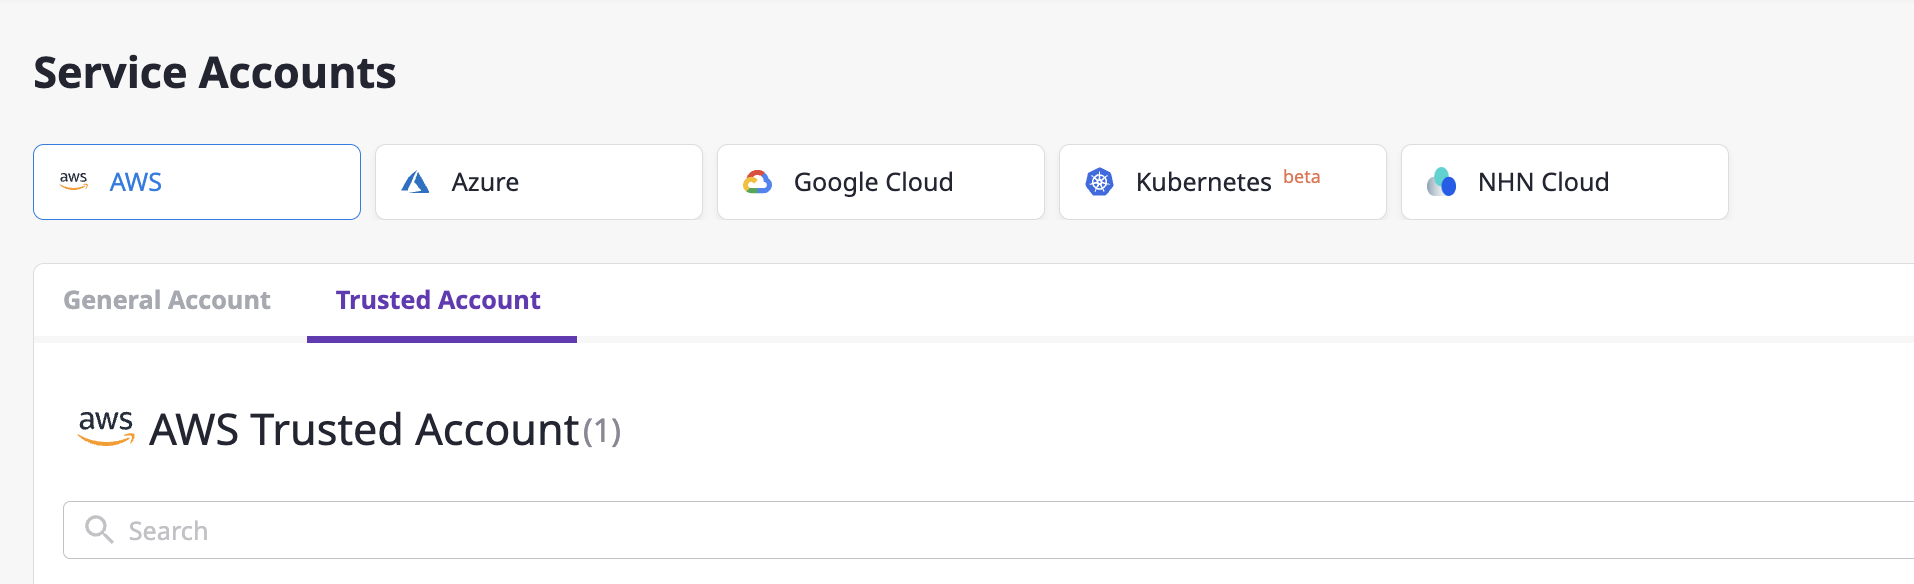 Service Accounts
aws AWS
Azure
Google Cloud
Kubernetes beta
NHN Cloud
General Account
Trusted Account
aws AWS Trusted Account(1)
Search